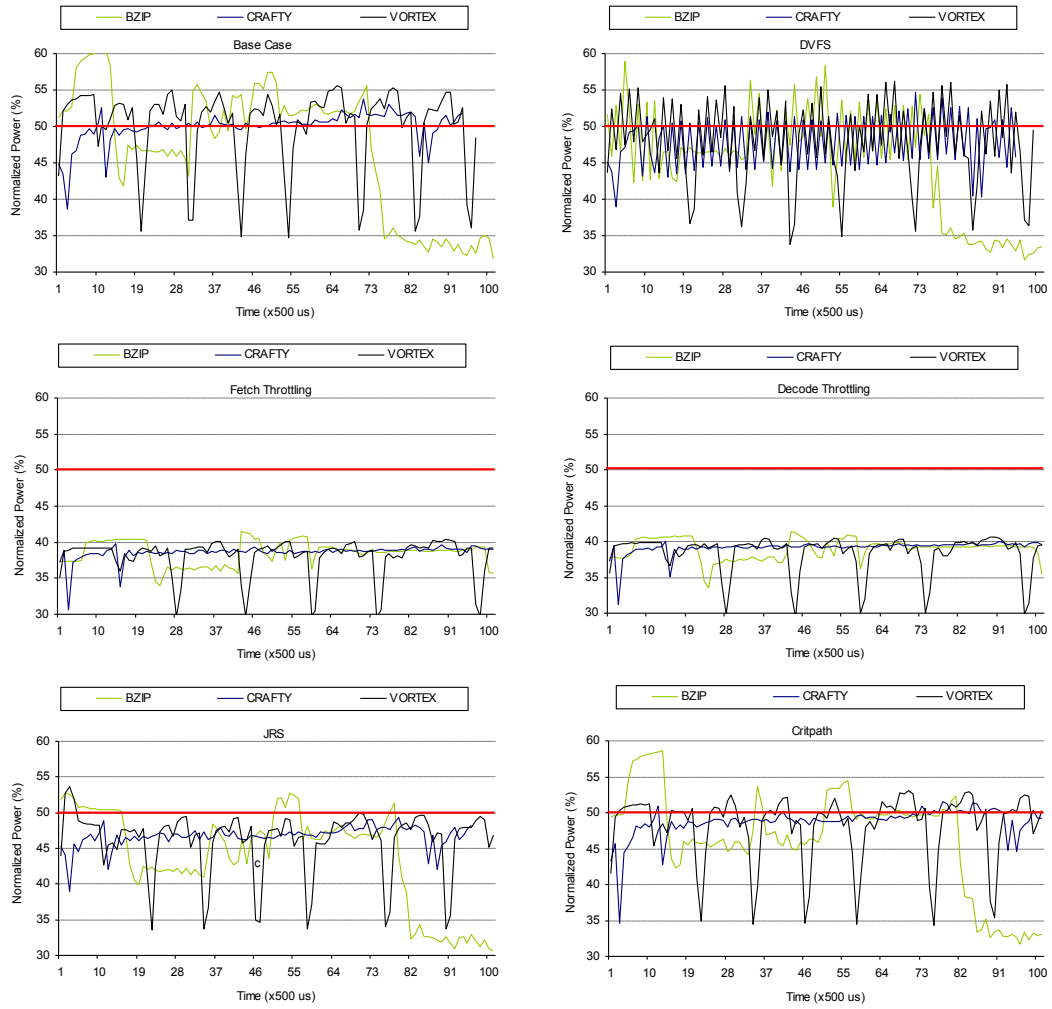 BZIP CRAFTY VORTEX
Base Case
Normalized Power (%)
60
55
50
45
40
35
30
1 10 19 28 37 46 55 64 73 82 91 100
Time (x500 us)
BZIP CRAFTY VORTEX
DVFS
Normalized Power (%)
60
55
50
45
40
35
30
1 10 19 28 37 46 55 64 73 82 91 100
Time (x500 us)
BZIP CRAFTY VORTEX
Fetch Throttling
Normalized Power (%)
60
55
50
45
40
35
30
1 10 19 28 37 46 55 64 73 82 91 100
Time (x500 us)
BZIP CRAFTY VORTEX
Decode Throttling
Normalized Power (%)
60
55
50
45
40
35
30
1 10 19 28 37 46 55 64 73 82 91 100
Time (x500 us)
BZIP CRAFTY VORTEX
JRS
Normalized Power (%)
60
55
50
45
40
35
30
c
1 10 19 28 37 46 55 64 73 82 91 100
Time (x500 us)
BZIP CRAFTY VORTEX
Critpath
Normalized Power (%)
60
55
50
45
40
35
30
1 10 19 28 37 46 55 64 73 82 91 100
Time (x500 us)